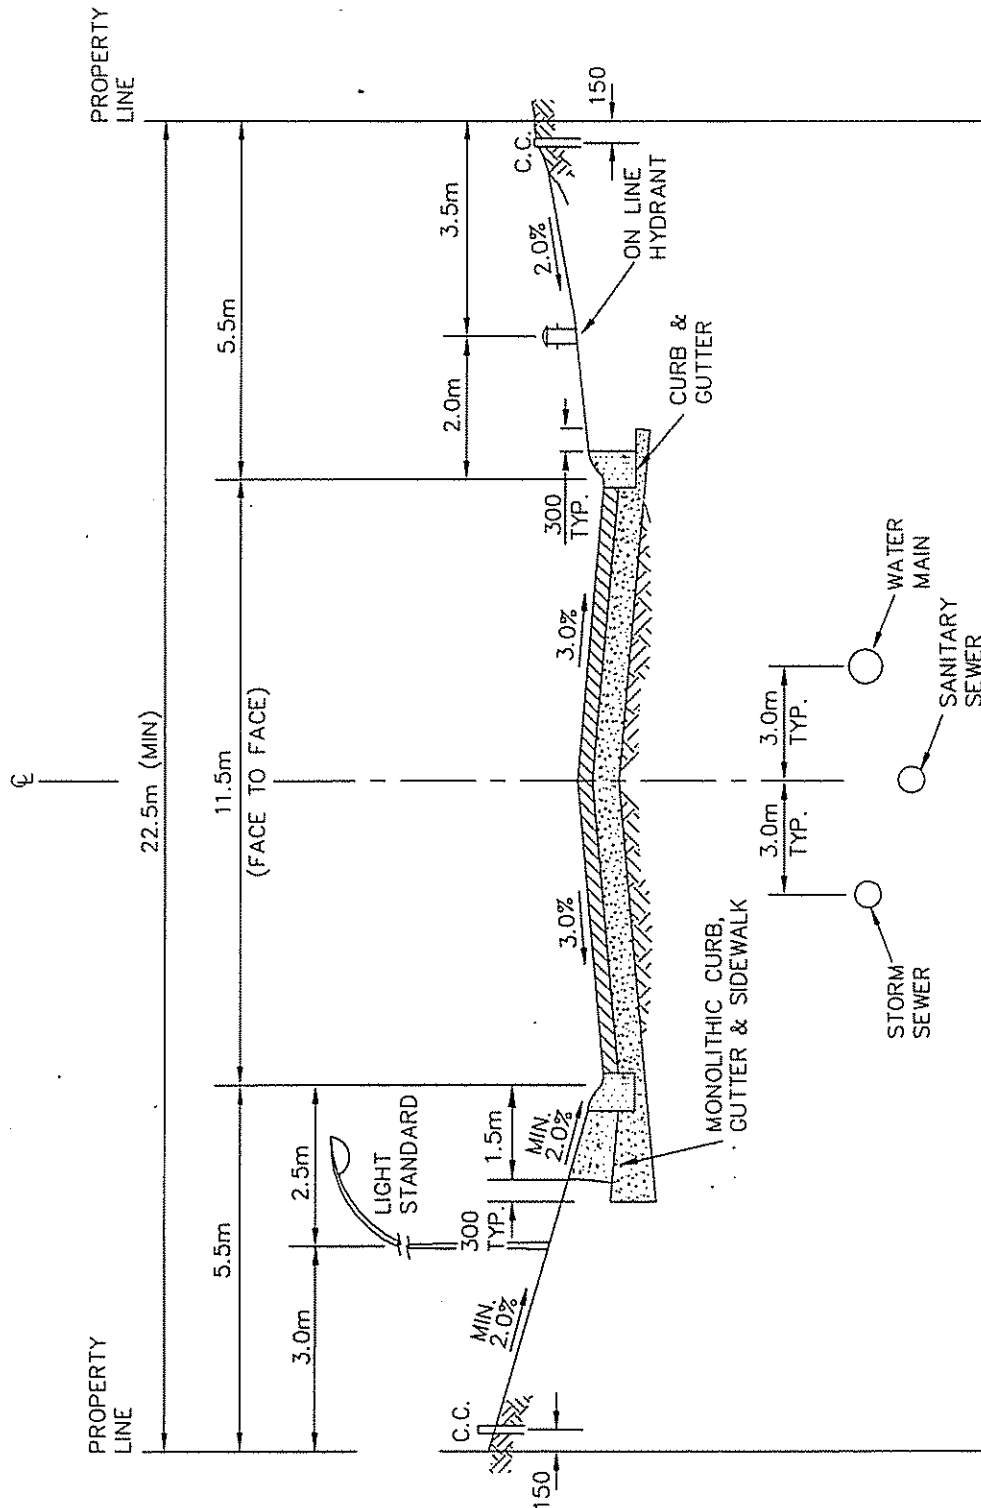 PROPERTY
LINE
PROPERTY
LINE
℄
22.5m (MIN)
5.5m
11.5m
(FACE TO FACE)
5.5m
3.0m
2.5m
2.0m
3.5m
LIGHT
STANDARD
1.5m
300
TYP.
300
TYP.
C.C.
C.C.
150
150
MIN.
2.0%
MIN.
2.0%
3.0%
3.0%
2.0%
ON LINE
HYDRANT
CURB &
GUTTER
MONOLITHIC CURB,
GUTTER & SIDEWALK
3.0m
TYP.
3.0m
TYP.
STORM
SEWER
SANITARY
SEWER
WATER
MAIN